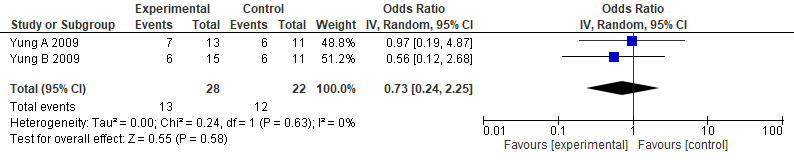 Experimental Control Odds Ratio Odds Ratio
Study or Subgroup Events Total Events Total Weight IV, Random, 95% CI IV, Random, 95% CI
Yung A 2009 7 13 6 11 48.8% 0.97 [0.19, 4.87]
Yung B 2009 6 15 6 11 51.2% 0.56 [0.12, 2.68]
Total (95% CI) 28 22 100.0% 0.73 [0.24, 2.25]
Total events 13 12
Heterogeneity: Tau² = 0.00; Chi² = 0.24, df = 1 (P = 0.63); I² = 0%
Test for overall effect: Z = 0.55 (P = 0.58)
0.01 0.1 1 10 100
Favours [experimental] Favours [control]